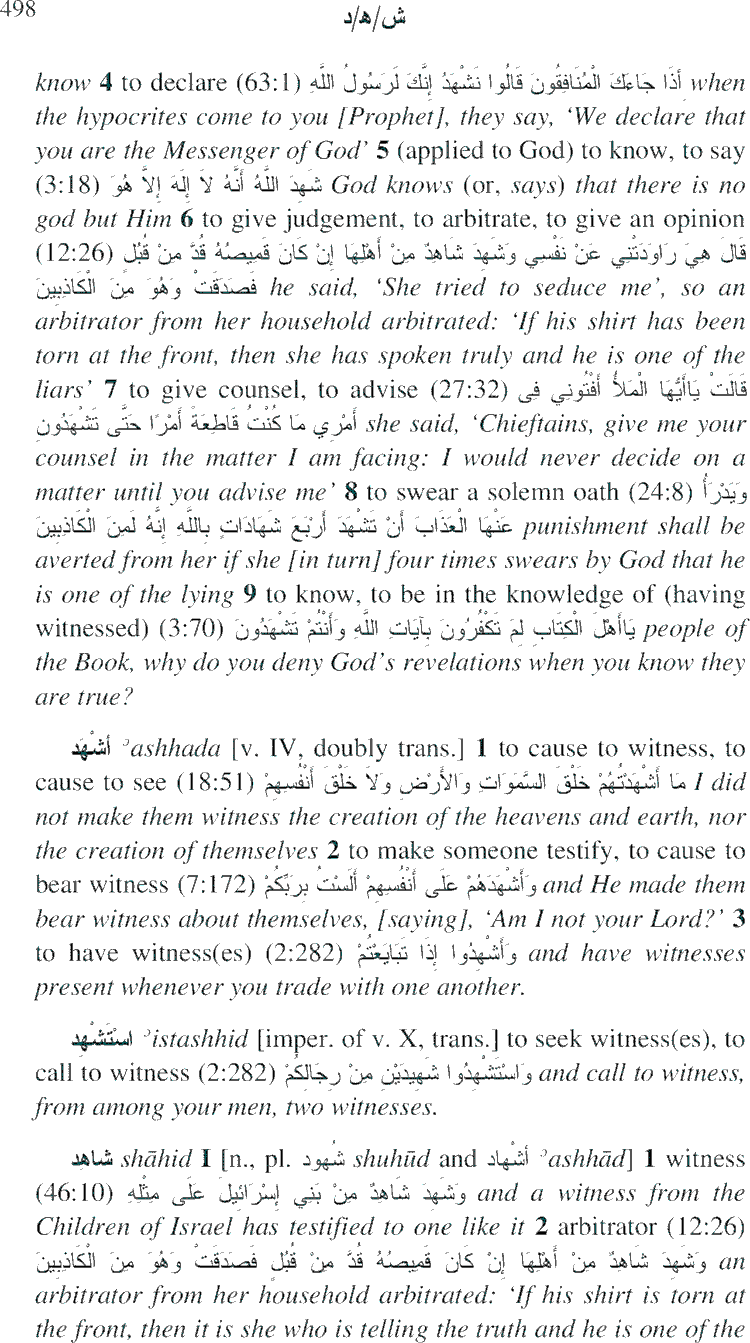 498
ش/ﻫ/د
know 4 to declare (63:1) أذَا جَاءَكَ الْمُنَافِقُونَ قَالُوا نَشْهَدُ إنَّكَ لَرَسُولُ اللَّهِ when
the hypocrites come to you [Prophet], they say, ‘We declare that
you are the Messenger of God’ 5 (applied to God) to know, to say
(3:18) شَهِدَ اللَّهُ أَنَّهُ لاَ إِلَهَ إلاَّ هُوَ God knows (or, says) that there is no
god but Him 6 to give judgement, to arbitrate, to give an opinion
(12:26) قَالَ هِيَ رَاوَدَتْنِي عَنْ نَفْسِي وَشَهِدَ شَاهِدٌ مِنْ أَهْلِهَا إنْ كَانَ قَمِيصُهُ قُدَّ مِنْ قُبُلٍ
فَصَدَقَتْ وَهُوَ مِنَ الْكَاذِبِينَ he said, ‘She tried to seduce me’, so an
arbitrator from her household arbitrated: ‘If his shirt has been
torn at the front, then she has spoken truly and he is one of the
liars’ 7 to give counsel, to advise (27:32) قَالَتْ يَاأَيُّهَا الْمَلأُ أَفْتُونِي فِى
أَمْرِي مَا كُنْتُ قَاطِعَةً أَمْرًا حَتَّى تَشْهَدُونِ she said, ‘Chieftains, give me your
counsel in the matter I am facing: I would never decide on a
matter until you advise me’ 8 to swear a solemn oath (24:8) وَيَدْرَأُ
عَنْهَا الْعَذَابَ أَنْ تَشْهَدَ أَرْبَعَ شَهَادَاتٍ بِاللَّهِ إنَّهُ لَمِنَ الْكَاذِبِينَ punishment shall be
averted from her if she [in turn] four times swears by God that he
is one of the lying 9 to know, to be in the knowledge of (having
witnessed) (3:70) يَاأَهْلَ الْكِتَابِ لِمَ تَكْفُرُونَ بِآيَاتِ اللَّهِ وَأَنْتُمْ تَشْهَدُونَ people of
the Book, why do you deny God’s revelations when you know they
are true?
أَشْهَدَ ʾashhada [v. IV, doubly trans.] 1 to cause to witness, to
cause to see (18:51) مَا أَشْهَدْتُهُمْ خَلْقَ السَّمَوَاتِ وَالأَرْضِ وَلاَ خَلْقَ أَنْفُسِهِمْ I did
not make them witness the creation of the heavens and earth, nor
the creation of themselves 2 to make someone testify, to cause to
bear witness (7:172) وَأَشْهَدَهُمْ عَلَى أَنْفُسِهِمْ أَلَسْتُ بِرَبِّكُمْ and He made them
bear witness about themselves, [saying], ‘Am I not your Lord?’ 3
to have witness(es) (2:282) وَأَشْهِدُوا إِذَا تَبَايَعْتُمْ and have witnesses
present whenever you trade with one another.
اسْتَشْهِد ʾistashhid [imper. of v. X, trans.] to seek witness(es), to
call to witness (2:282) وَاسْتَشْهِدُوا شَهِيدَيْنِ مِنْ رِجَالِكُمْ and call to witness,
from among your men, two witnesses.
شاهد shāhid I [n., pl. شُهود shuhūd and أشْهاد ʾashhād] 1 witness
(46:10) وَشَهِدَ شَاهِدٌ مِنْ بَنِي إِسْرَائِيلَ عَلَى مِثْلِهِ and a witness from the
Children of Israel has testified to one like it 2 arbitrator (12:26)
وَشَهِدَ شَاهِدٌ مِنْ أَهْلِهَا إنْ كَانَ قَمِيصُهُ قُدَّ مِنْ قُبُلٍ فَصَدَقَتْ وَهُوَ مِنَ الْكَاذِبِينَ an
arbitrator from her household arbitrated: ‘If his shirt is torn at
the front, then it is she who is telling the truth and he is one of the